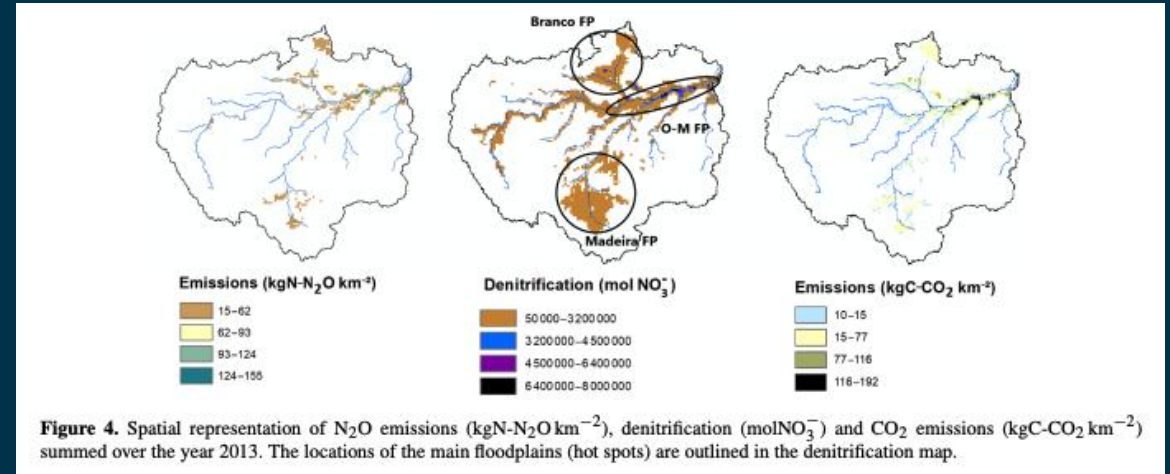 Branco FP
O-M FP
Madeira FP
Emissions (kgN-N₂O km⁻²)
15–62
62–93
93–124
124–155
Denitrification (mol NO₃⁻)
50 000–3200 000
3 200 000–4 500 000
4 500 000–6 400 000
6 400 000–8 000 000
Emissions (kgC-CO₂ km⁻²)
10–15
15–77
77–116
116–192
Figure 4. Spatial representation of N₂O emissions (kgN-N₂O km⁻²), denitrification (molNO₃⁻) and CO₂ emissions (kgC-CO₂ km⁻²)
summed over the year 2013. The locations of the main floodplains (hot spots) are outlined in the denitrification map.